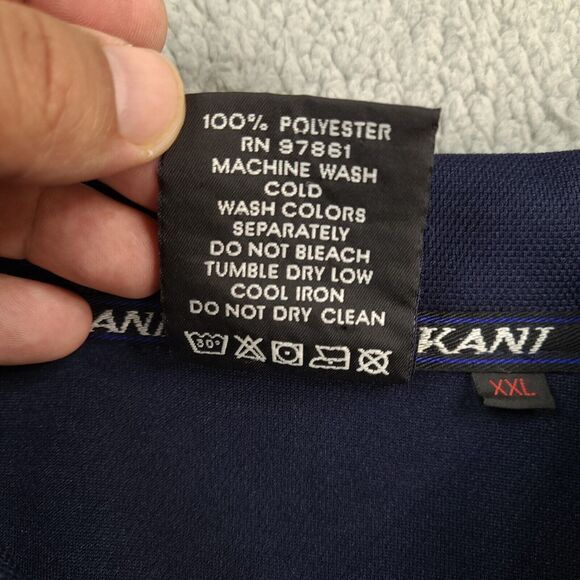 100% POLYESTER
RN 97861
MACHINE WASH
COLD
WASH COLORS
SEPARATELY
DO NOT BLEACH
TUMBLE DRY LOW
COOL IRON
DO NOT DRY CLEAN
30°
KANI
XXL